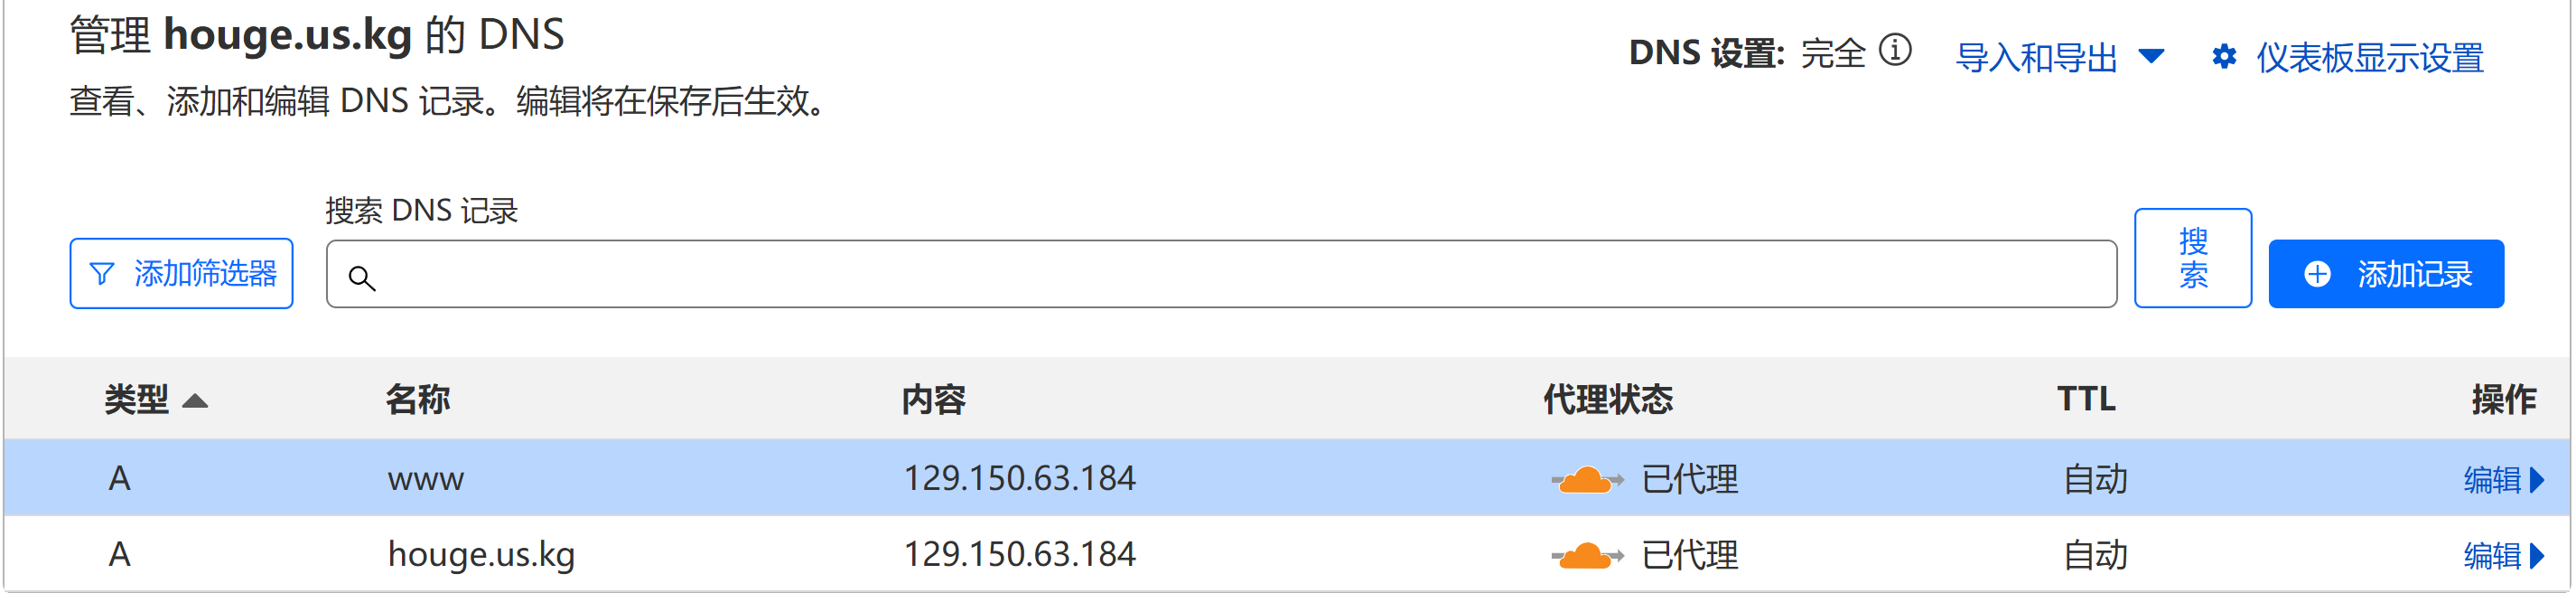 管理 houge.us.kg 的 DNS
DNS 设置: 完全 导入和导出 仪表板显示设置
查看、添加和编辑 DNS 记录。编辑将在保存后生效。
搜索 DNS 记录
添加筛选器 搜索 添加记录
类型 名称 内容 代理状态 TTL 操作
A www 129.150.63.184 已代理 自动 编辑
A houge.us.kg 129.150.63.184 已代理 自动 编辑